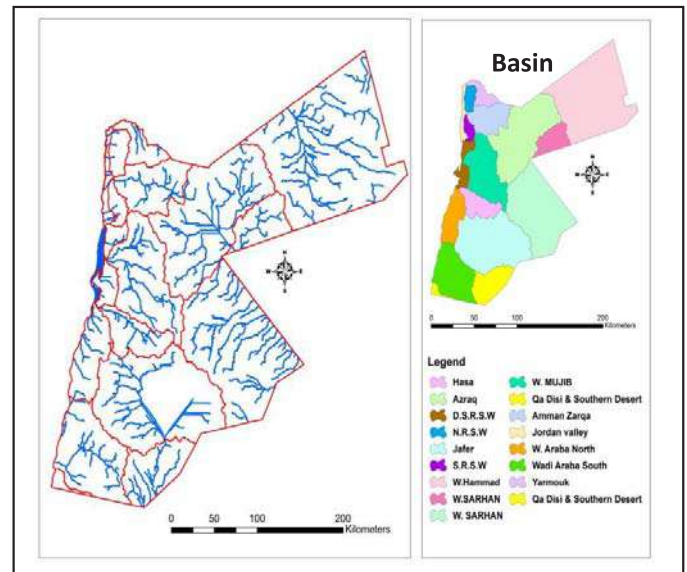 Basin
N
W E
S
0 50 100 200
Kilometers
N
W E
S
0 50 100 200
Kilometers
Legend
Hasa
Azraq
D.S.R.S.W
N.R.S.W
Jafer
S.R.S.W
W.Hammad
W.SARHAN
W. SARHAN
W. MUJIB
Qa Disi & Southern Desert
Amman Zarqa
Jordan valley
W. Araba North
Wadi Araba South
Yarmouk
Qa Disi & Southern Desert